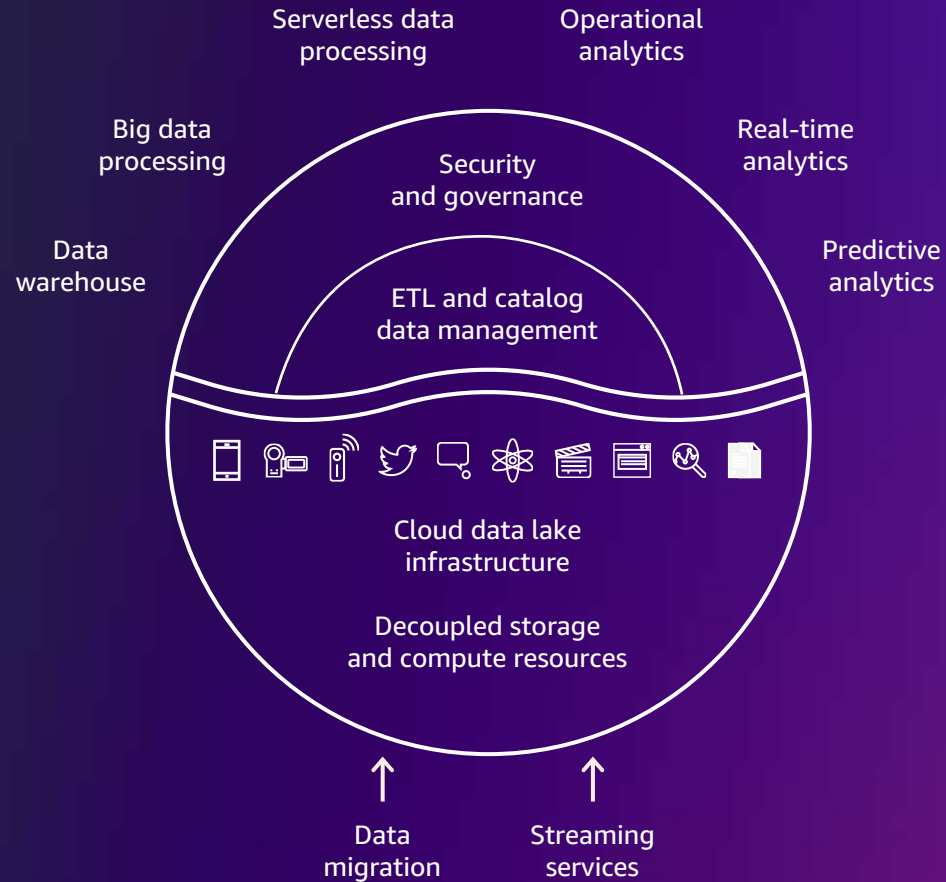 Serverless data
processing
Operational
analytics
Big data
processing
Real-time
analytics
Security
and governance
Data
warehouse
Predictive
analytics
ETL and catalog
data management
Cloud data lake
infrastructure
Decoupled storage
and compute resources
Data
migration
Streaming
services